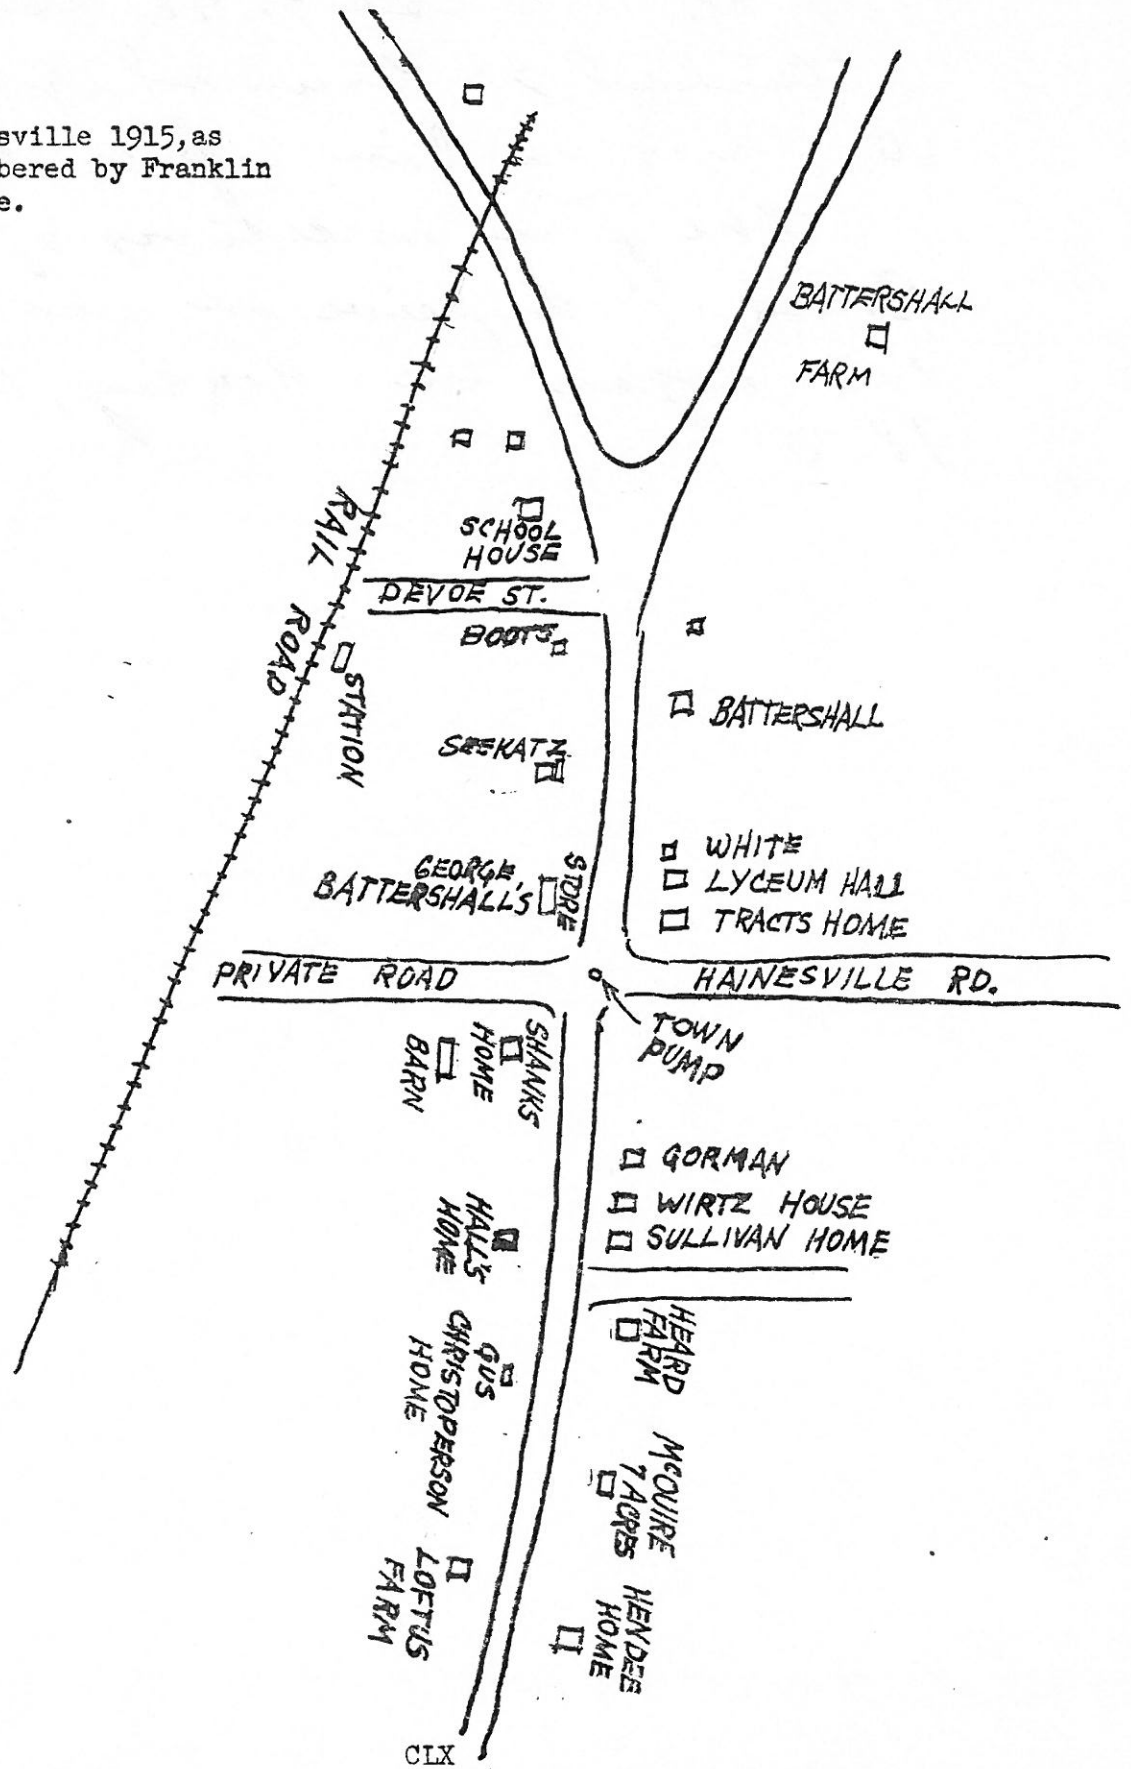 sville 1915,as
bered by Franklin
e.
BATTERSHALL
FARM
RAIL ROAD
SCHOOL
HOUSE
DEVOE ST.
BOOTS
STATION
BATTERSHALL
SEEKATZ
WHITE
LYCEUM HALL
TRACTS HOME
GEORGE
BATTERSHALL'S
STORE
PRIVATE ROAD
HAINESVILLE RD.
TOWN
PUMP
SHANKS
HOME
BARN
GORMAN
WIRTZ HOUSE
SULLIVAN HOME
HALL'S
HOME
HEARD
FARM
GUS
CHRISTOPERSON
HOME
MCQUIRE
7 ACRES
LOFTUS
FARM
HENDEE
HOME
CLX